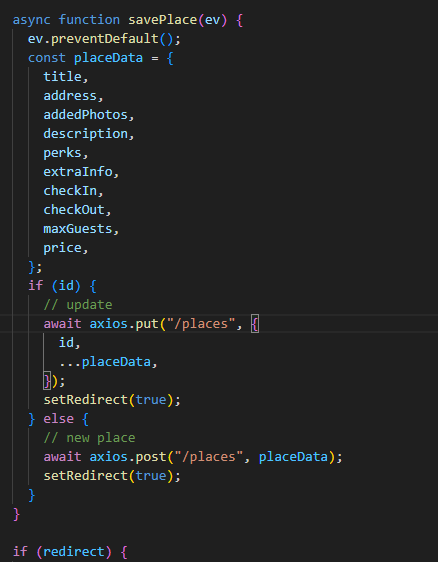 async function savePlace(ev) {
  ev.preventDefault();
  const placeData = {
    title,
    address,
    addedPhotos,
    description,
    perks,
    extraInfo,
    checkIn,
    checkOut,
    maxGuests,
    price,
  };
  if (id) {
    // update
    await axios.put("/places", {
      id,
      ...placeData,
    });
    setRedirect(true);
  } else {
    // new place
    await axios.post("/places", placeData);
    setRedirect(true);
  }
}
if (redirect) {